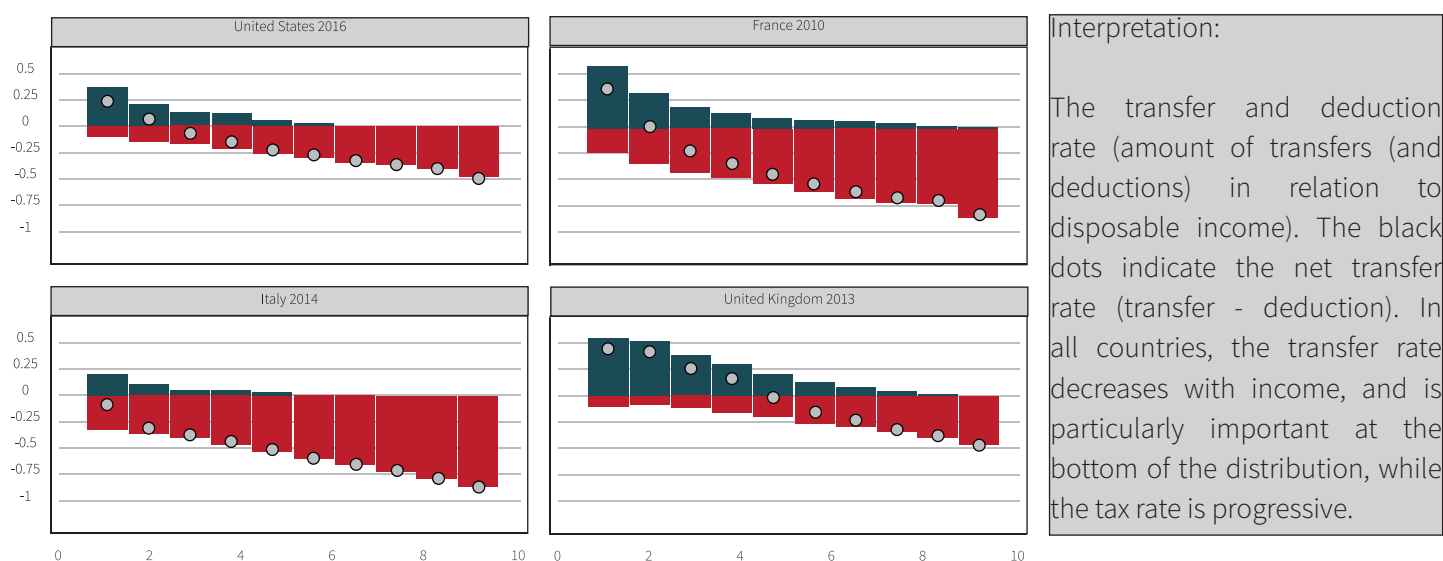 United States 2016
France 2010
0.5
0.25
0
-0.25
-0.5
-0.75
-1
Italy 2014
United Kingdom 2013
0.5
0.25
0
-0.25
-0.5
-0.75
-1
0 2 4 6 8 10
0 2 4 6 8 10
Interpretation:
The transfer and deduction
rate (amount of transfers (and
deductions) in relation to
disposable income). The black
dots indicate the net transfer
rate (transfer - deduction). In
all countries, the transfer rate
decreases with income, and is
particularly important at the
bottom of the distribution, while
the tax rate is progressive.